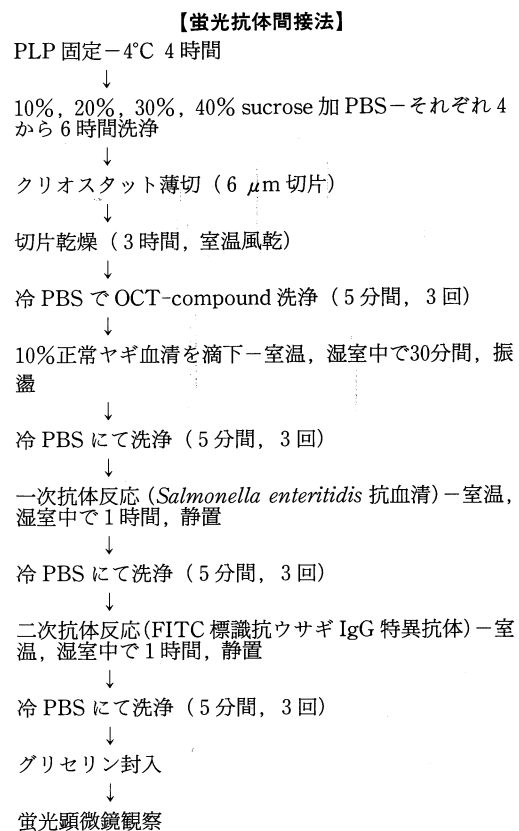 【蛍光抗体間接法】
PLP 固定－4℃ 4 時間
↓
10%，20%，30%，40% sucrose 加 PBS－それぞれ 4
から 6 時間洗浄
↓
クリオスタット薄切（6 μm 切片）
↓
切片乾燥（3 時間，室温風乾）
↓
冷 PBS で OCT-compound 洗浄（5 分間，3 回）
↓
10%正常ヤギ血清を滴下－室温，湿室中で30分間，振
盪
↓
冷 PBS にて洗浄（5 分間，3 回）
↓
一次抗体反応（Salmonella enteritidis 抗血清）－室温，
湿室中で 1 時間，静置
↓
冷 PBS にて洗浄（5 分間，3 回）
↓
二次抗体反応（FITC 標識抗ウサギ IgG 特異抗体）－室
温，湿室中で 1 時間，静置
↓
冷 PBS にて洗浄（5 分間，3 回）
↓
グリセリン封入
↓
蛍光顕微鏡観察